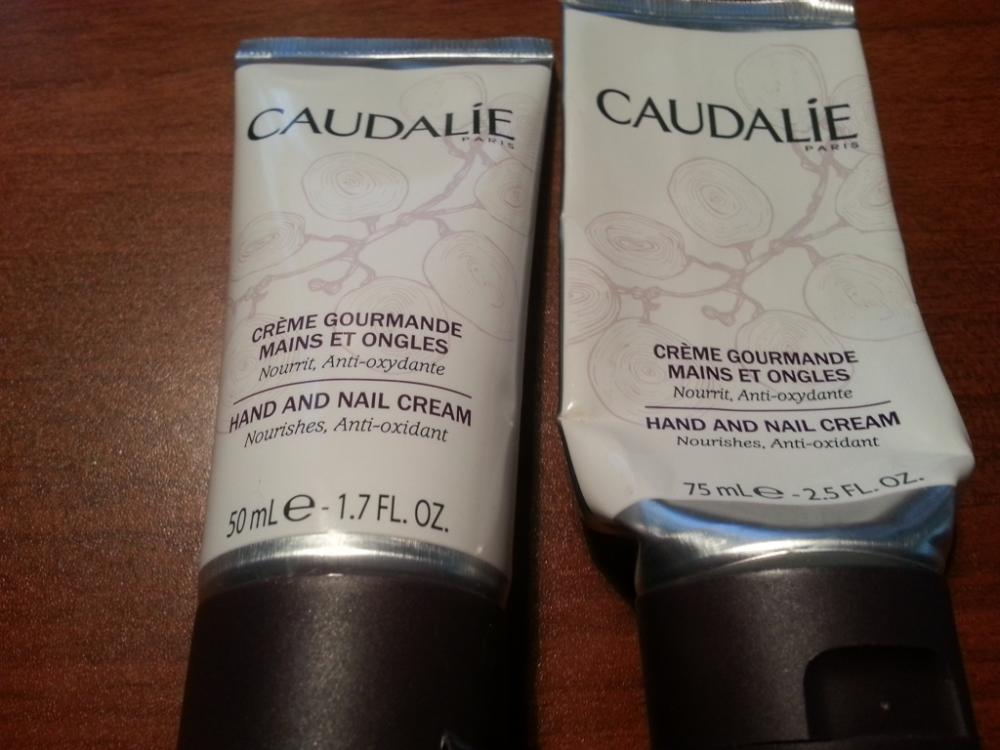 CAUDALÍE
PARIS
CRÈME GOURMANDE
MAINS ET ONGLES
Nourrit, Anti-oxydante
HAND AND NAIL CREAM
Nourishes, Anti-oxidant
50 mL e - 1.7 FL. OZ.
CAUDALÍE
PARIS
CRÈME GOURMANDE
MAINS ET ONGLES
Nourrit, Anti-oxydante
HAND AND NAIL CREAM
Nourishes, Anti-oxidant
75 mL e - 2.5 FL. OZ.